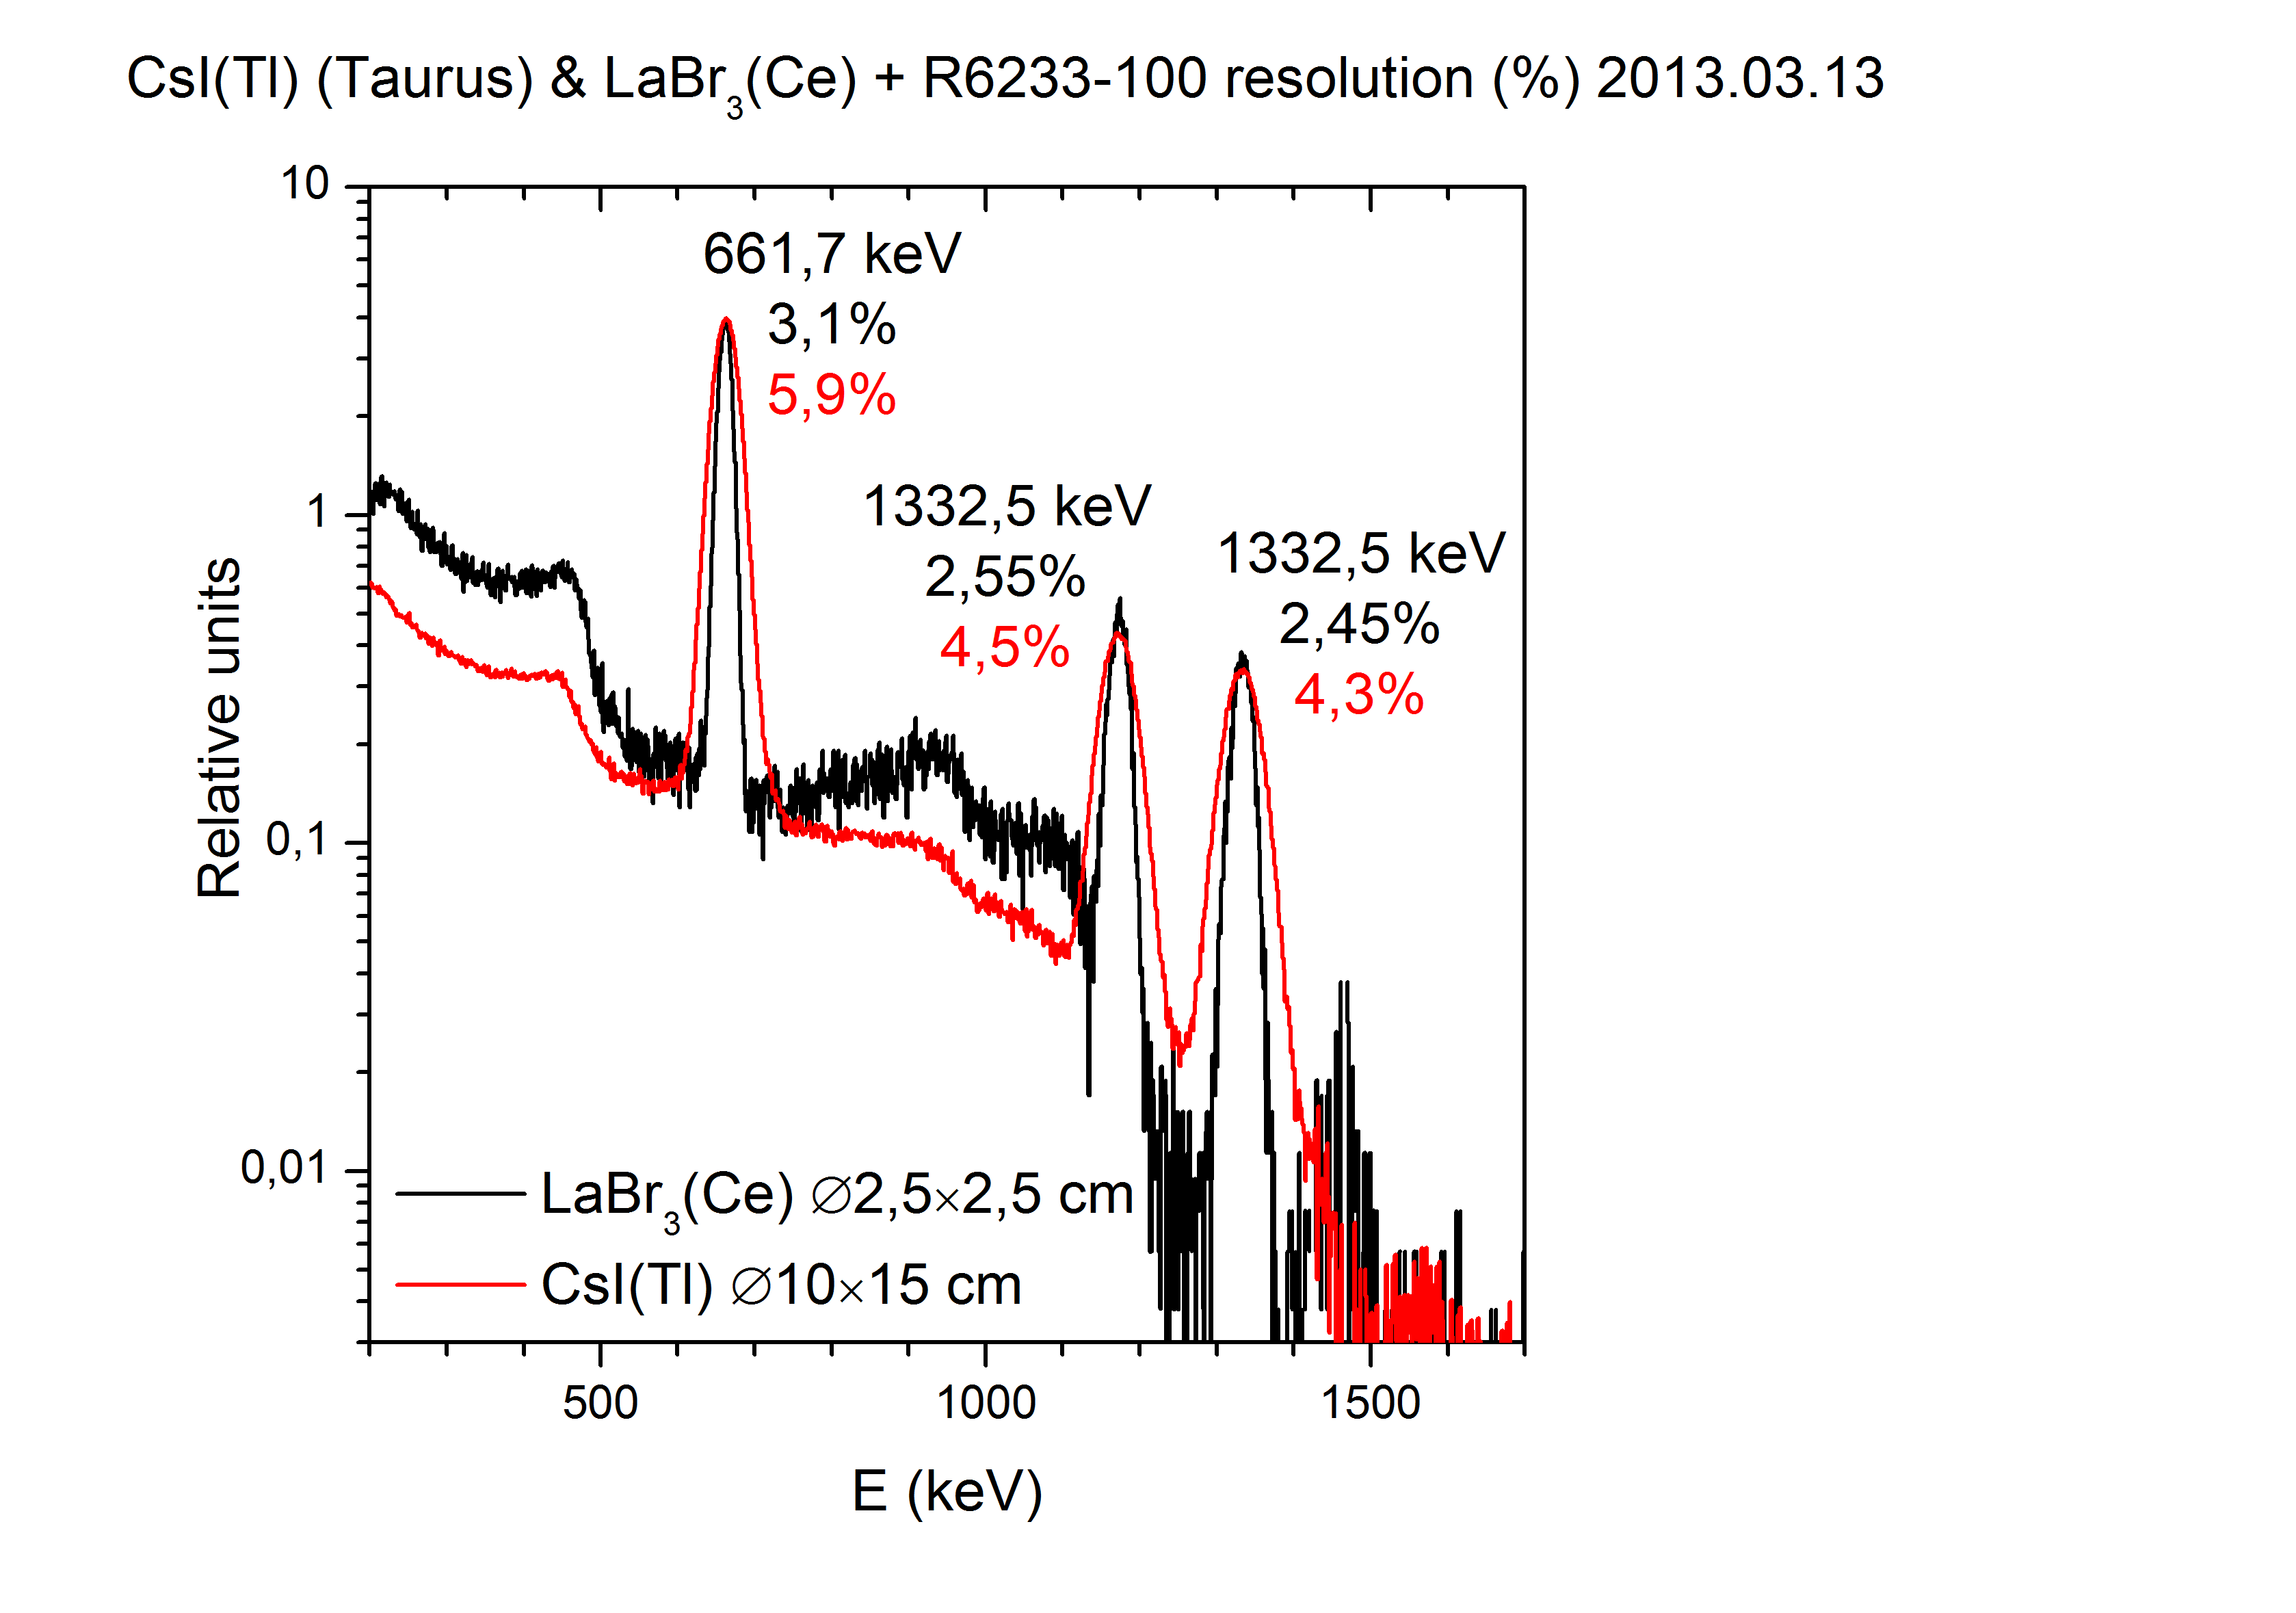 CsI(Tl) (Taurus) & LaBr₃(Ce) + R6233-100 resolution (%) 2013.03.13
10
661,7 keV
3,1%
5,9%
1332,5 keV
2,55%
4,5%
1332,5 keV
2,45%
4,3%
1
0,1
0,01
Relative units
LaBr₃(Ce) ∅2,5×2,5 cm
CsI(Tl) ∅10×15 cm
500 1000 1500
E (keV)